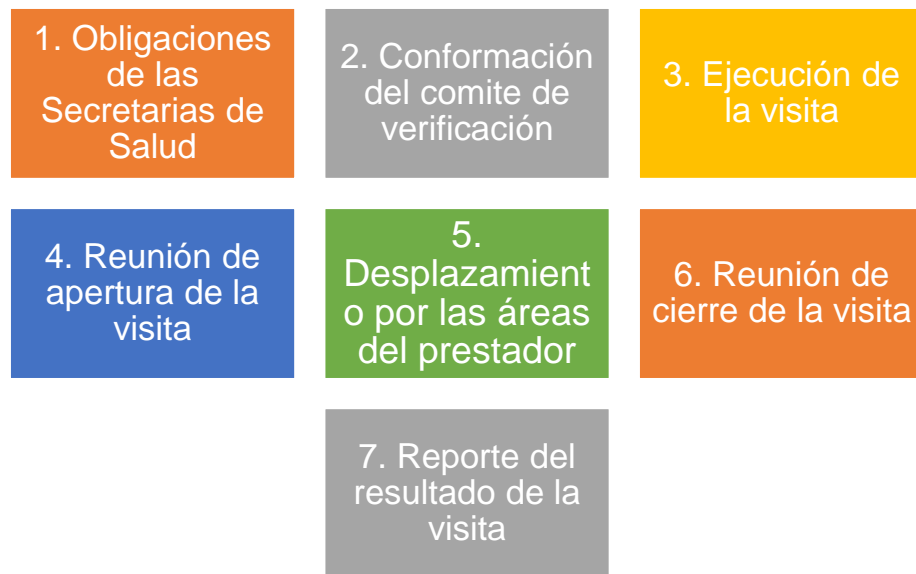 1. Obligaciones
de las
Secretarias de
Salud
2. Conformación
del comite de
verificación
3. Ejecución de
la visita
4. Reunión de
apertura de la
visita
5.
Desplazamient
o por las áreas
del prestador
6. Reunión de
cierre de la visita
7. Reporte del
resultado de la
visita